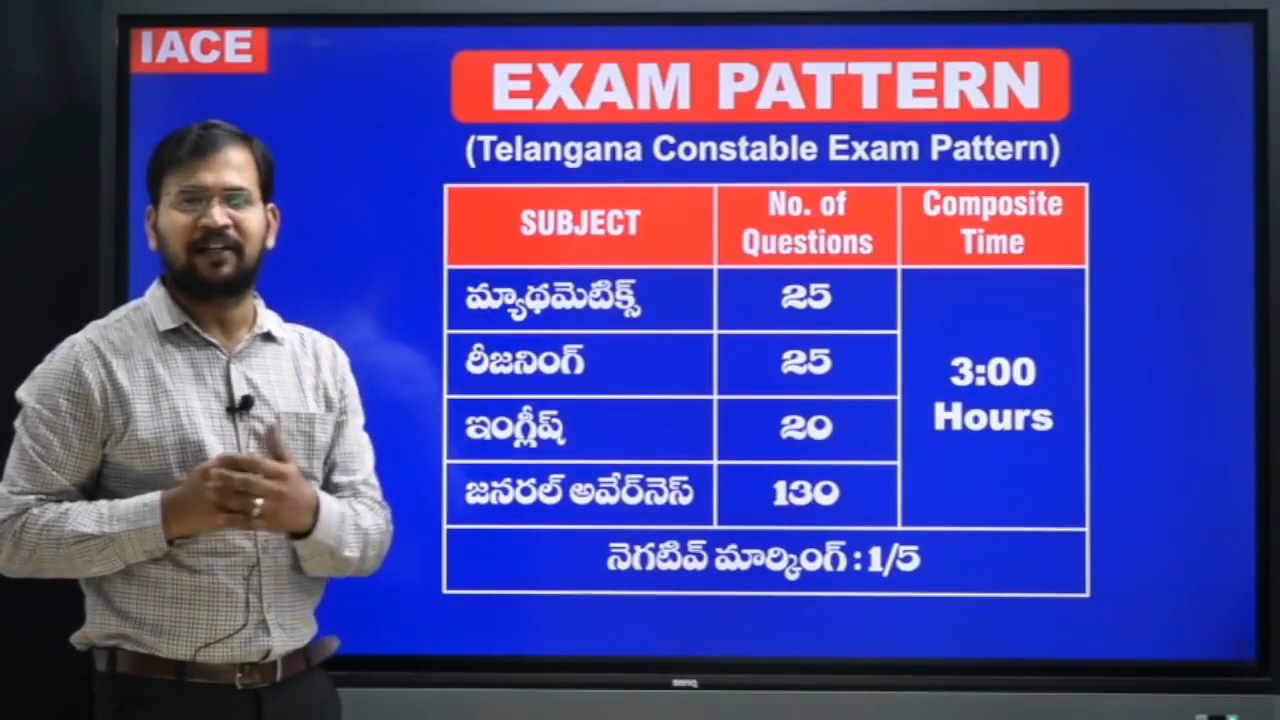 IACE
EXAM PATTERN
(Telangana Constable Exam Pattern)
SUBJECT
No. of
Questions
Composite
Time
మ్యాథమెటిక్స్ 25
రీజనింగ్ 25
ఇంగ్లీష్ 20
జనరల్ అవేర్‌నెస్ 130
3:00
Hours
నెగటివ్ మార్కింగ్ : 1/5
BenQ